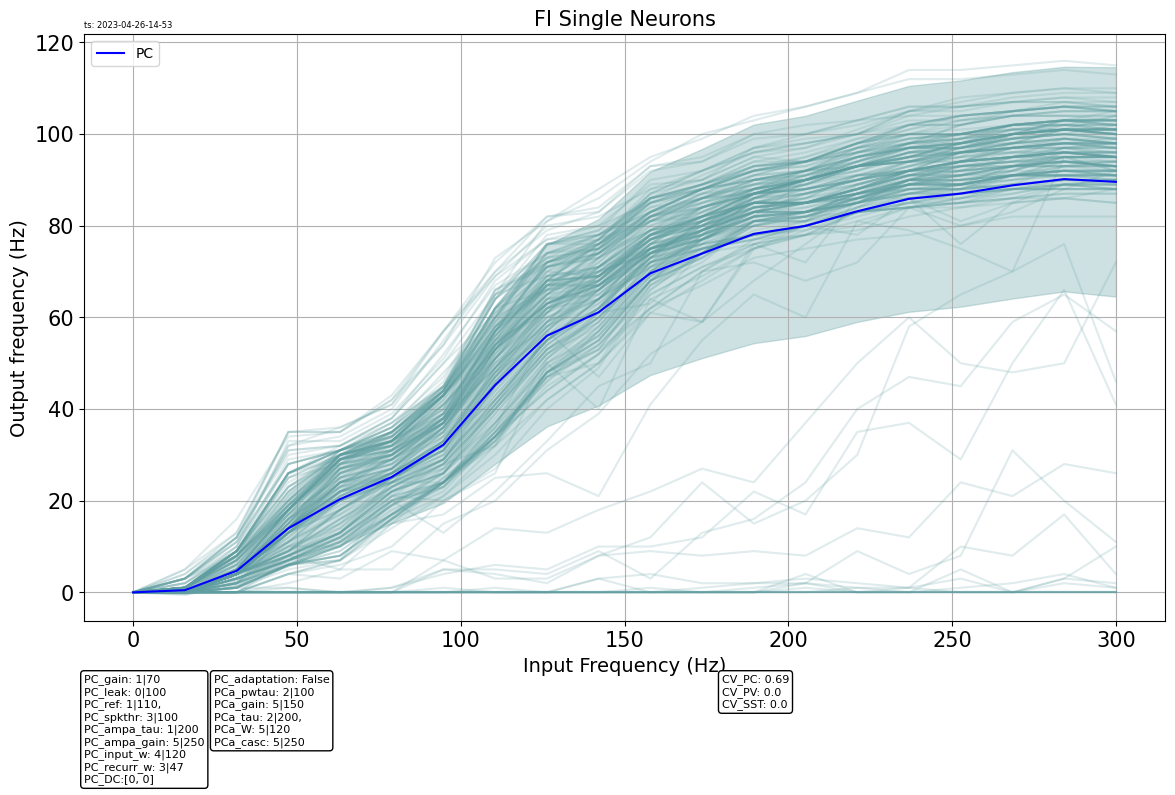 FI Single Neurons
ts: 2023-04-26-14-53
PC
120
100
80
60
40
20
0
Output frequency (Hz)
0 50 100 150 200 250 300
Input Frequency (Hz)
PC_gain: 1|70
PC_leak: 0|100
PC_ref: 1|110,
PC_spkthr: 3|100
PC_ampa_tau: 1|200
PC_ampa_gain: 5|250
PC_input_w: 4|120
PC_recurr_w: 3|47
PC_DC:[0, 0]
PC_adaptation: False
PCa_pwtau: 2|100
PCa_gain: 5|150
PCa_tau: 2|200,
PCa_W: 5|120
PCa_casc: 5|250
CV_PC: 0.69
CV_PV: 0.0
CV_SST: 0.0